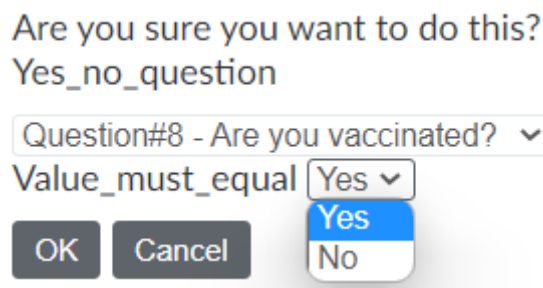 Are you sure you want to do this?
Yes_no_question
Question#8 - Are you vaccinated?
Value_must_equal Yes
Yes
OK Cancel No